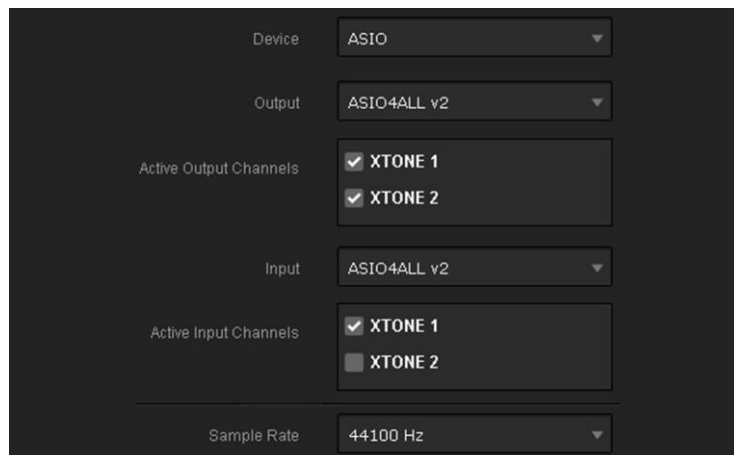 Device ASIO
Output ASIO4ALL v2
Active Output Channels XTONE 1
XTONE 2
Input ASIO4ALL v2
Active Input Channels XTONE 1
XTONE 2
Sample Rate 44100 Hz